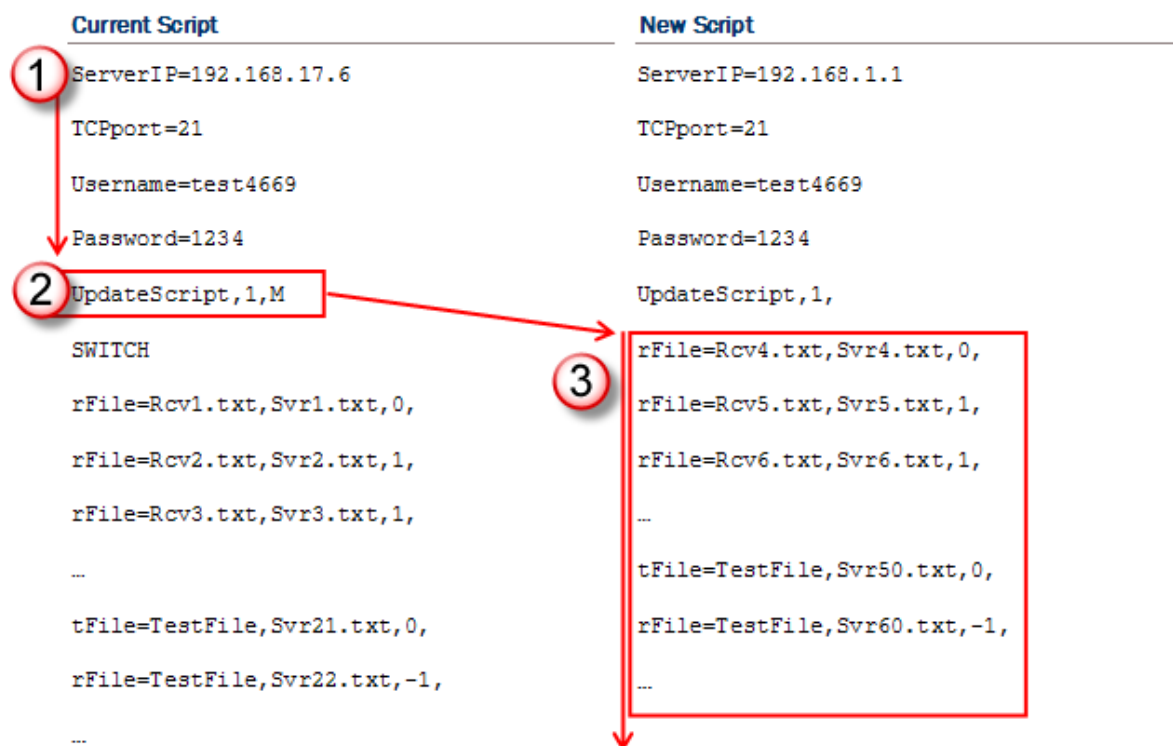 Current Script
1
ServerIP=192.168.17.6
TCPport=21
Username=test4669
Password=1234
2
UpdateScript,1,M
SWITCH
rFile=Rcv1.txt,Svr1.txt,0,
rFile=Rcv2.txt,Svr2.txt,1,
rFile=Rcv3.txt,Svr3.txt,1,
…
tFile=TestFile,Svr21.txt,0,
rFile=TestFile,Svr22.txt,-1,
…
New Script
ServerIP=192.168.1.1
TCPport=21
Username=test4669
Password=1234
UpdateScript,1,
3
rFile=Rcv4.txt,Svr4.txt,0,
rFile=Rcv5.txt,Svr5.txt,1,
rFile=Rcv6.txt,Svr6.txt,1,
…
tFile=TestFile,Svr50.txt,0,
rFile=TestFile,Svr60.txt,-1,
…